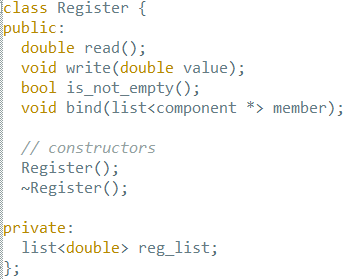 class Register {
public:
  double read();
  void write(double value);
  bool is_not_empty();
  void bind(list<component *> member);

  // constructors
  Register();
  ~Register();

private:
  list<double> reg_list;
};